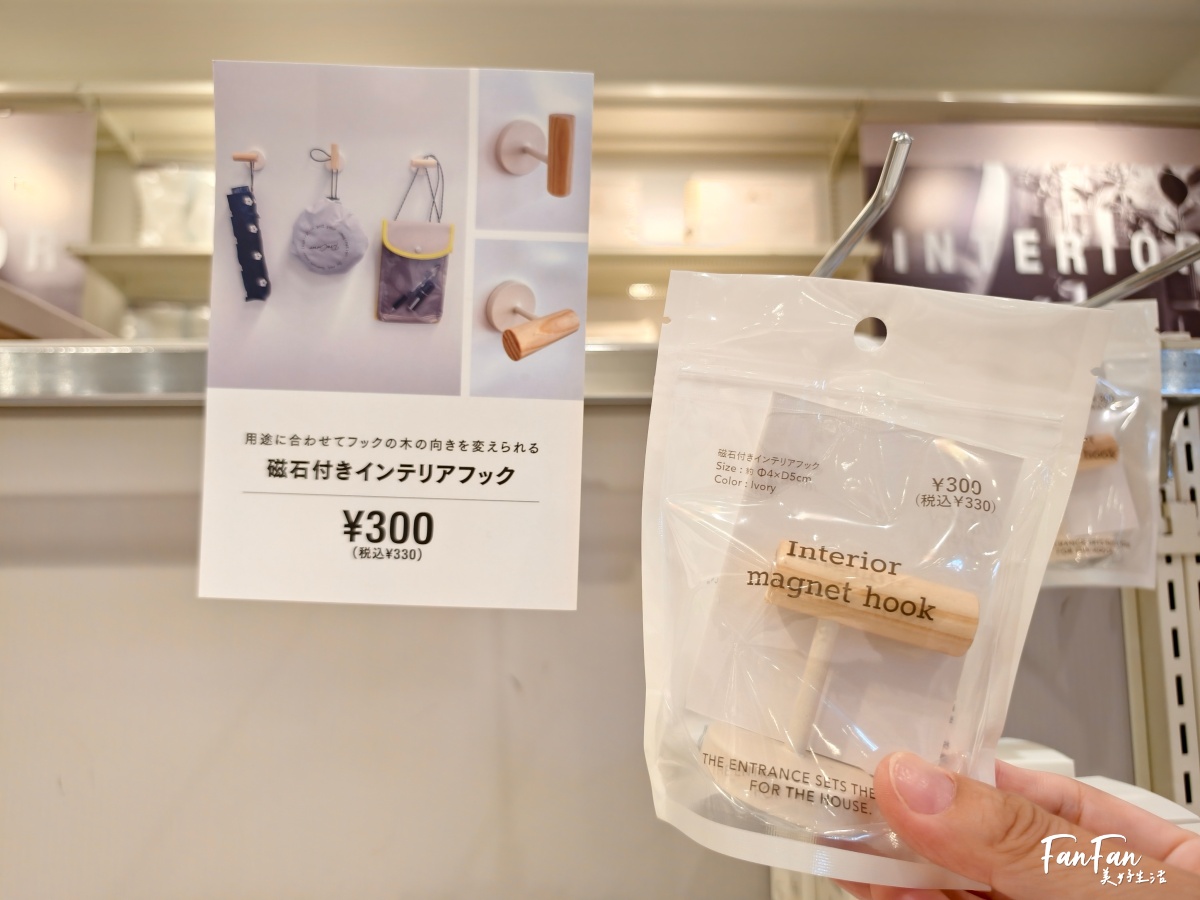 用途に合わせてフックの木の向きを変えられる
磁石付きインテリアフック
¥300
(税込¥330)
INTERIOR
磁石付きインテリアフック
Size : 約 Φ4×D5cm
Color : Ivory
¥300
(税込¥330)
Interior
magnet hook
THE ENTRANCE SETS THE
FOR THE HOUSE.
FanFan
美好生活